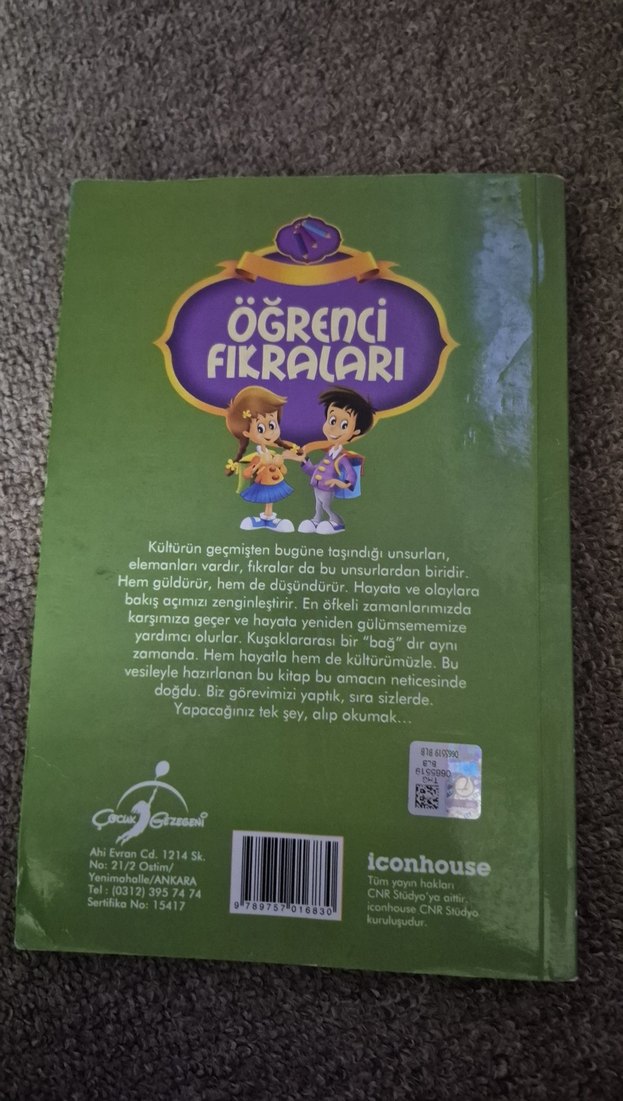 ÖĞRENCİ
FIKRALARI
Kültürün geçmişten bugüne taşındığı unsurları,
elemanları vardır, fıkralar da bu unsurlardan biridir.
Hem güldürür, hem de düşündürür. Hayata ve olaylara
bakış açımızı zenginleştirir. En öfkeli zamanlarımızda
karşımıza geçer ve hayata yeniden gülümsememize
yardımcı olurlar. Kuşaklararası bir "bağ" dır aynı
zamanda. Hem hayatla hem de kültürümüzle. Bu
vesileyle hazırlanan bu kitap bu amacın neticesinde
doğdu. Biz görevimizi yaptık, sıra sizlerde.
Yapacağınız tek şey, alıp okumak...
0665519 BLB
THC
0665519
BLB
ÇOCUK GEZEGENİ
Ahi Evran Cd. 1214 Sk.
No: 21/2 Ostim/
Yenimahalle/ANKARA
Tel : (0312) 395 74 74
Sertifika No: 15417
9 789757 016830
iconhouse
Tüm yayın hakları
CNR Stüdyo'ya aittir.
iconhouse CNR Stüdyo
kuruluşudur.